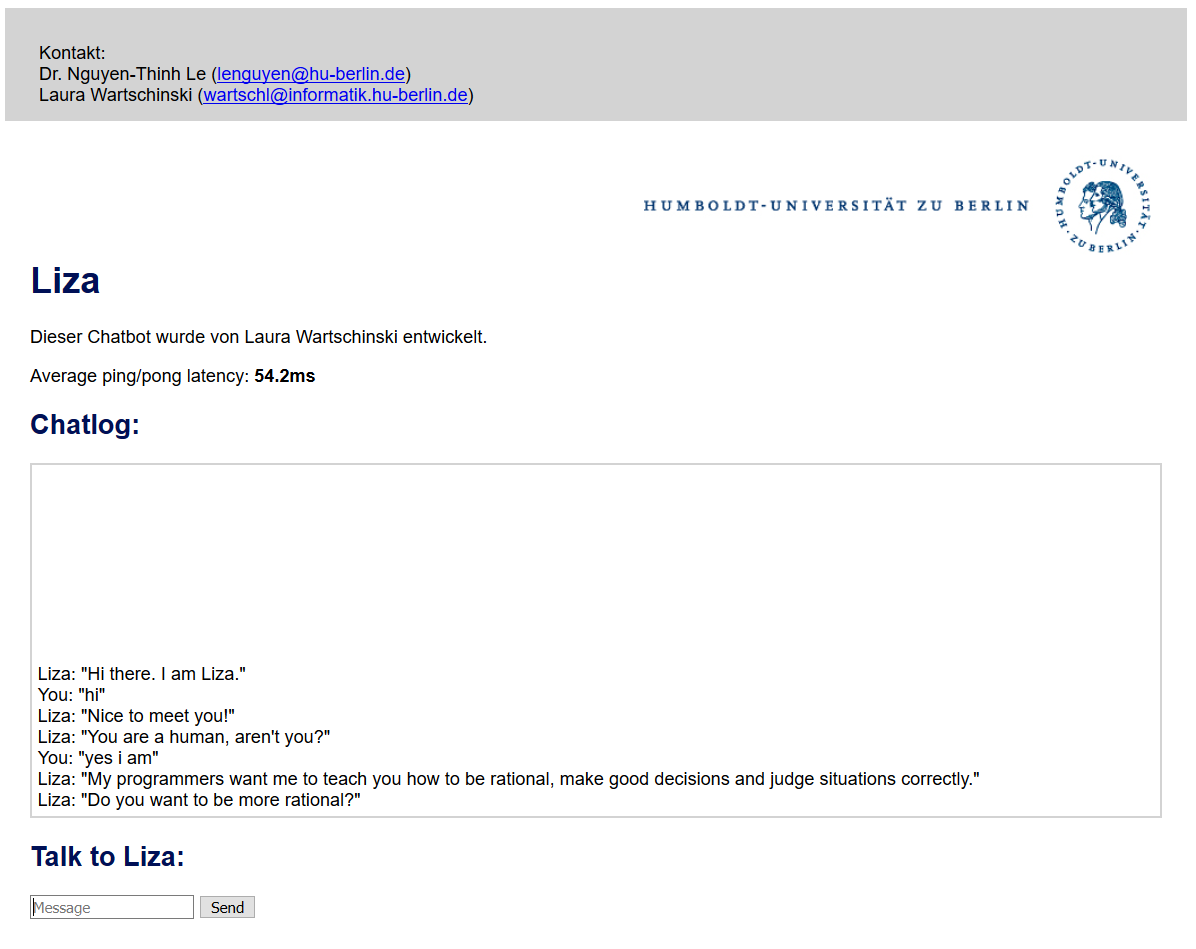 Kontakt:
Dr. Nguyen-Thinh Le (lenguyen@hu-berlin.de)
Laura Wartschinski (wartschl@informatik.hu-berlin.de)
HUMBOLDT-UNIVERSITÄT ZU BERLIN
HUMBOLDT-UNIVERSITÄT · ZU BERLIN ·
Liza
Dieser Chatbot wurde von Laura Wartschinski entwickelt.
Average ping/pong latency: 54.2ms
Chatlog:
Liza: "Hi there. I am Liza."
You: "hi"
Liza: "Nice to meet you!"
Liza: "You are a human, aren't you?"
You: "yes i am"
Liza: "My programmers want me to teach you how to be rational, make good decisions and judge situations correctly."
Liza: "Do you want to be more rational?"
Talk to Liza:
Message Send